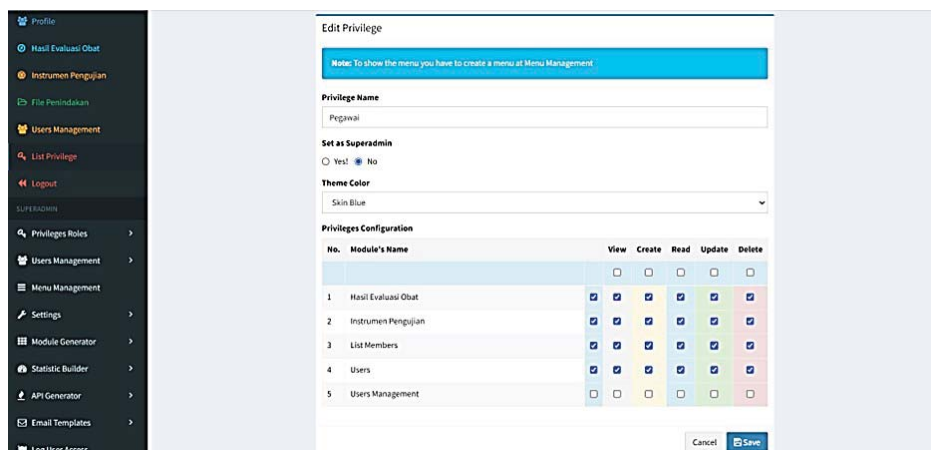 Profile
Hasil Evaluasi Obat
Instrumen Pengujian
File Penindakan
Users Management
List Privilege
Logout
SUPERADMIN
Privileges Roles
Users Management
Menu Management
Settings
Module Generator
Statistic Builder
API Generator
Email Templates
Log User Access
Edit Privilege
Note: To show the menu you have to create a menu at Menu Management
Privilege Name
Pegawai
Set as Superadmin
Yes! No
Theme Color
Skin Blue
Privileges Configuration
No. Module's Name View Create Read Update Delete
1 Hasil Evaluasi Obat
2 Instrumen Pengujian
3 List Members
4 Users
5 Users Management
Cancel Save